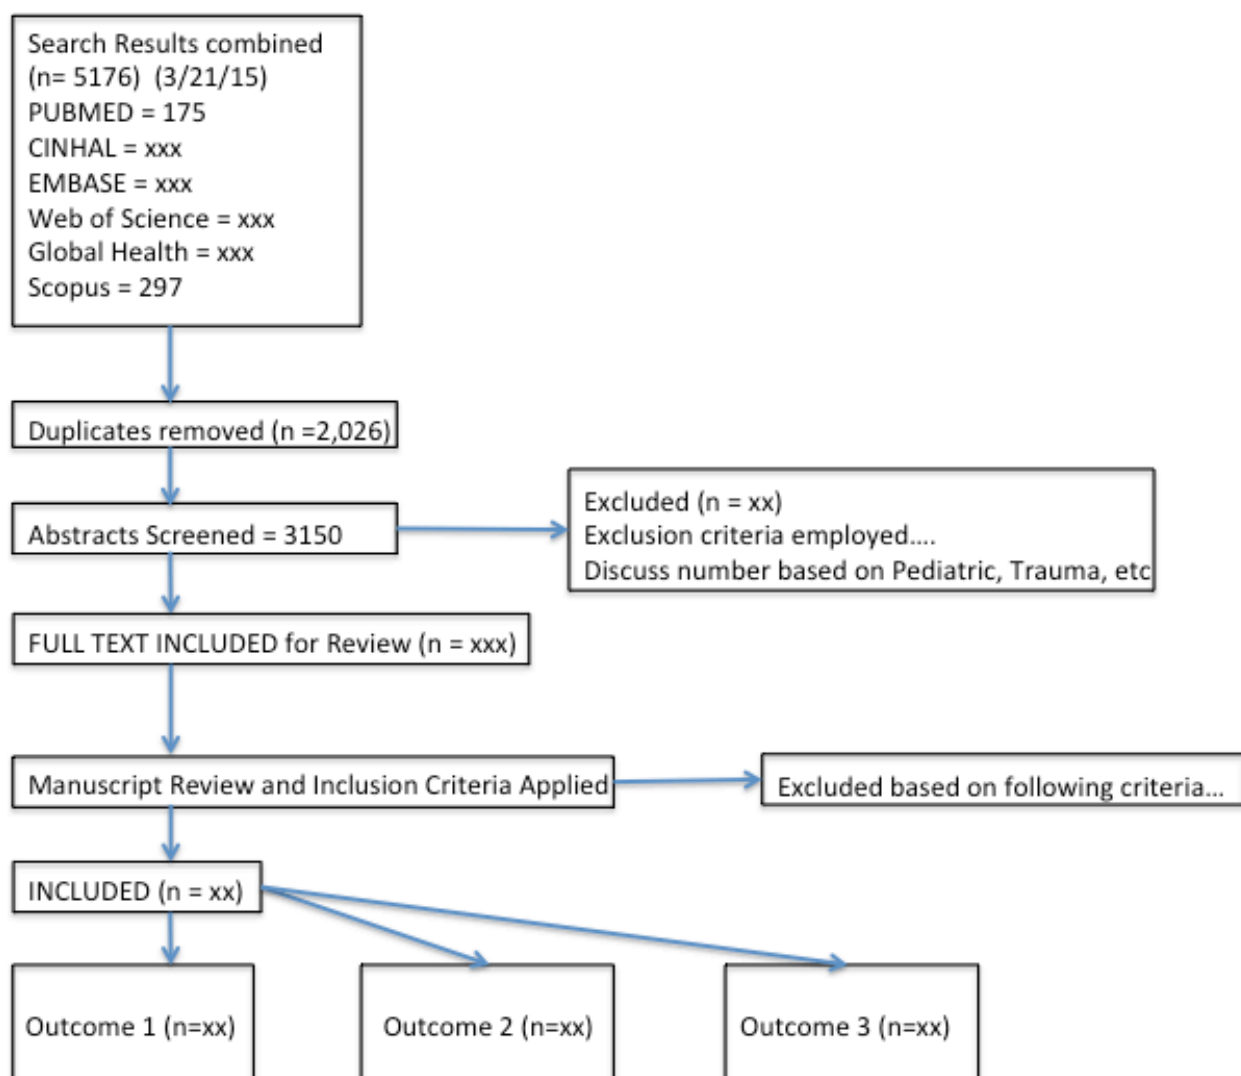 Search Results combined
(n= 5176)  (3/21/15)
PUBMED = 175
CINHAL = xxx
EMBASE = xxx
Web of Science = xxx
Global Health = xxx
Scopus = 297
Duplicates removed (n =2,026)
Abstracts Screened = 3150
Excluded (n = xx)
Exclusion criteria employed....
Discuss number based on Pediatric, Trauma, etc
FULL TEXT INCLUDED for Review (n = xxx)
Manuscript Review and Inclusion Criteria Applied
Excluded based on following criteria...
INCLUDED (n = xx)
Outcome 1 (n=xx)
Outcome 2 (n=xx)
Outcome 3 (n=xx)